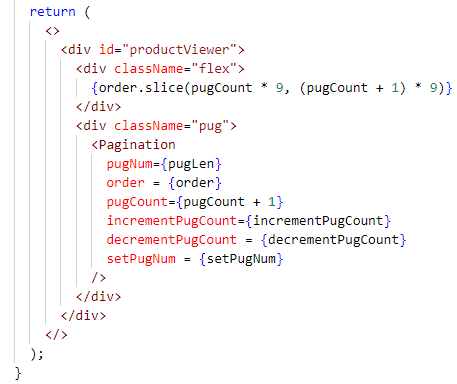 return (
<>
<div id="productViewer">
<div className="flex">
{order.slice(pugCount * 9, (pugCount + 1) * 9)}
</div>
<div className="pug">
<Pagination
pugNum={pugLen}
order = {order}
pugCount={pugCount + 1}
incrementPugCount={incrementPugCount}
decrementPugCount = {decrementPugCount}
setPugNum = {setPugNum}
/>
</div>
</div>
</>
);
}